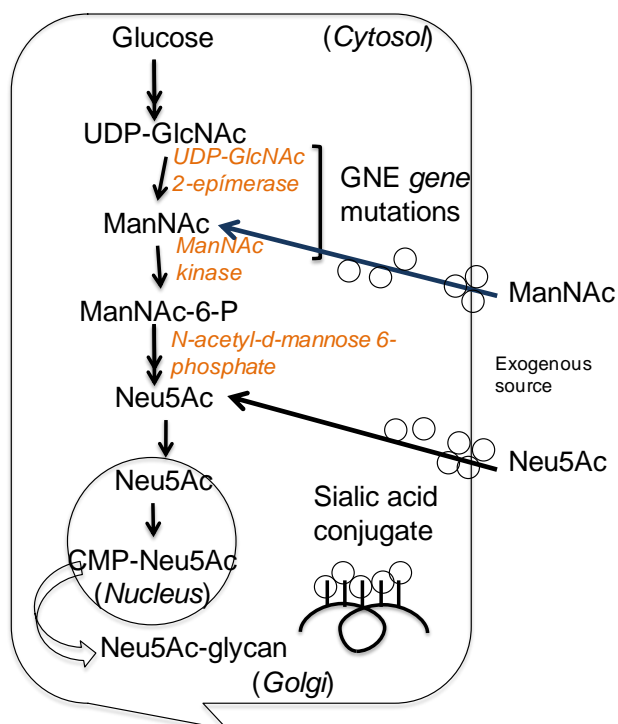 Glucose
(Cytosol)
UDP-GlcNAc
UDP-GlcNAc
2-epímerase
GNE gene
mutations
ManNAc
ManNAc
kinase
ManNAc
ManNAc-6-P
N-acetyl-d-mannose 6-
phosphate
Exogenous
source
Neu5Ac
Neu5Ac
Neu5Ac
Sialic acid
conjugate
CMP-Neu5Ac
(Nucleus)
Neu5Ac-glycan
(Golgi)